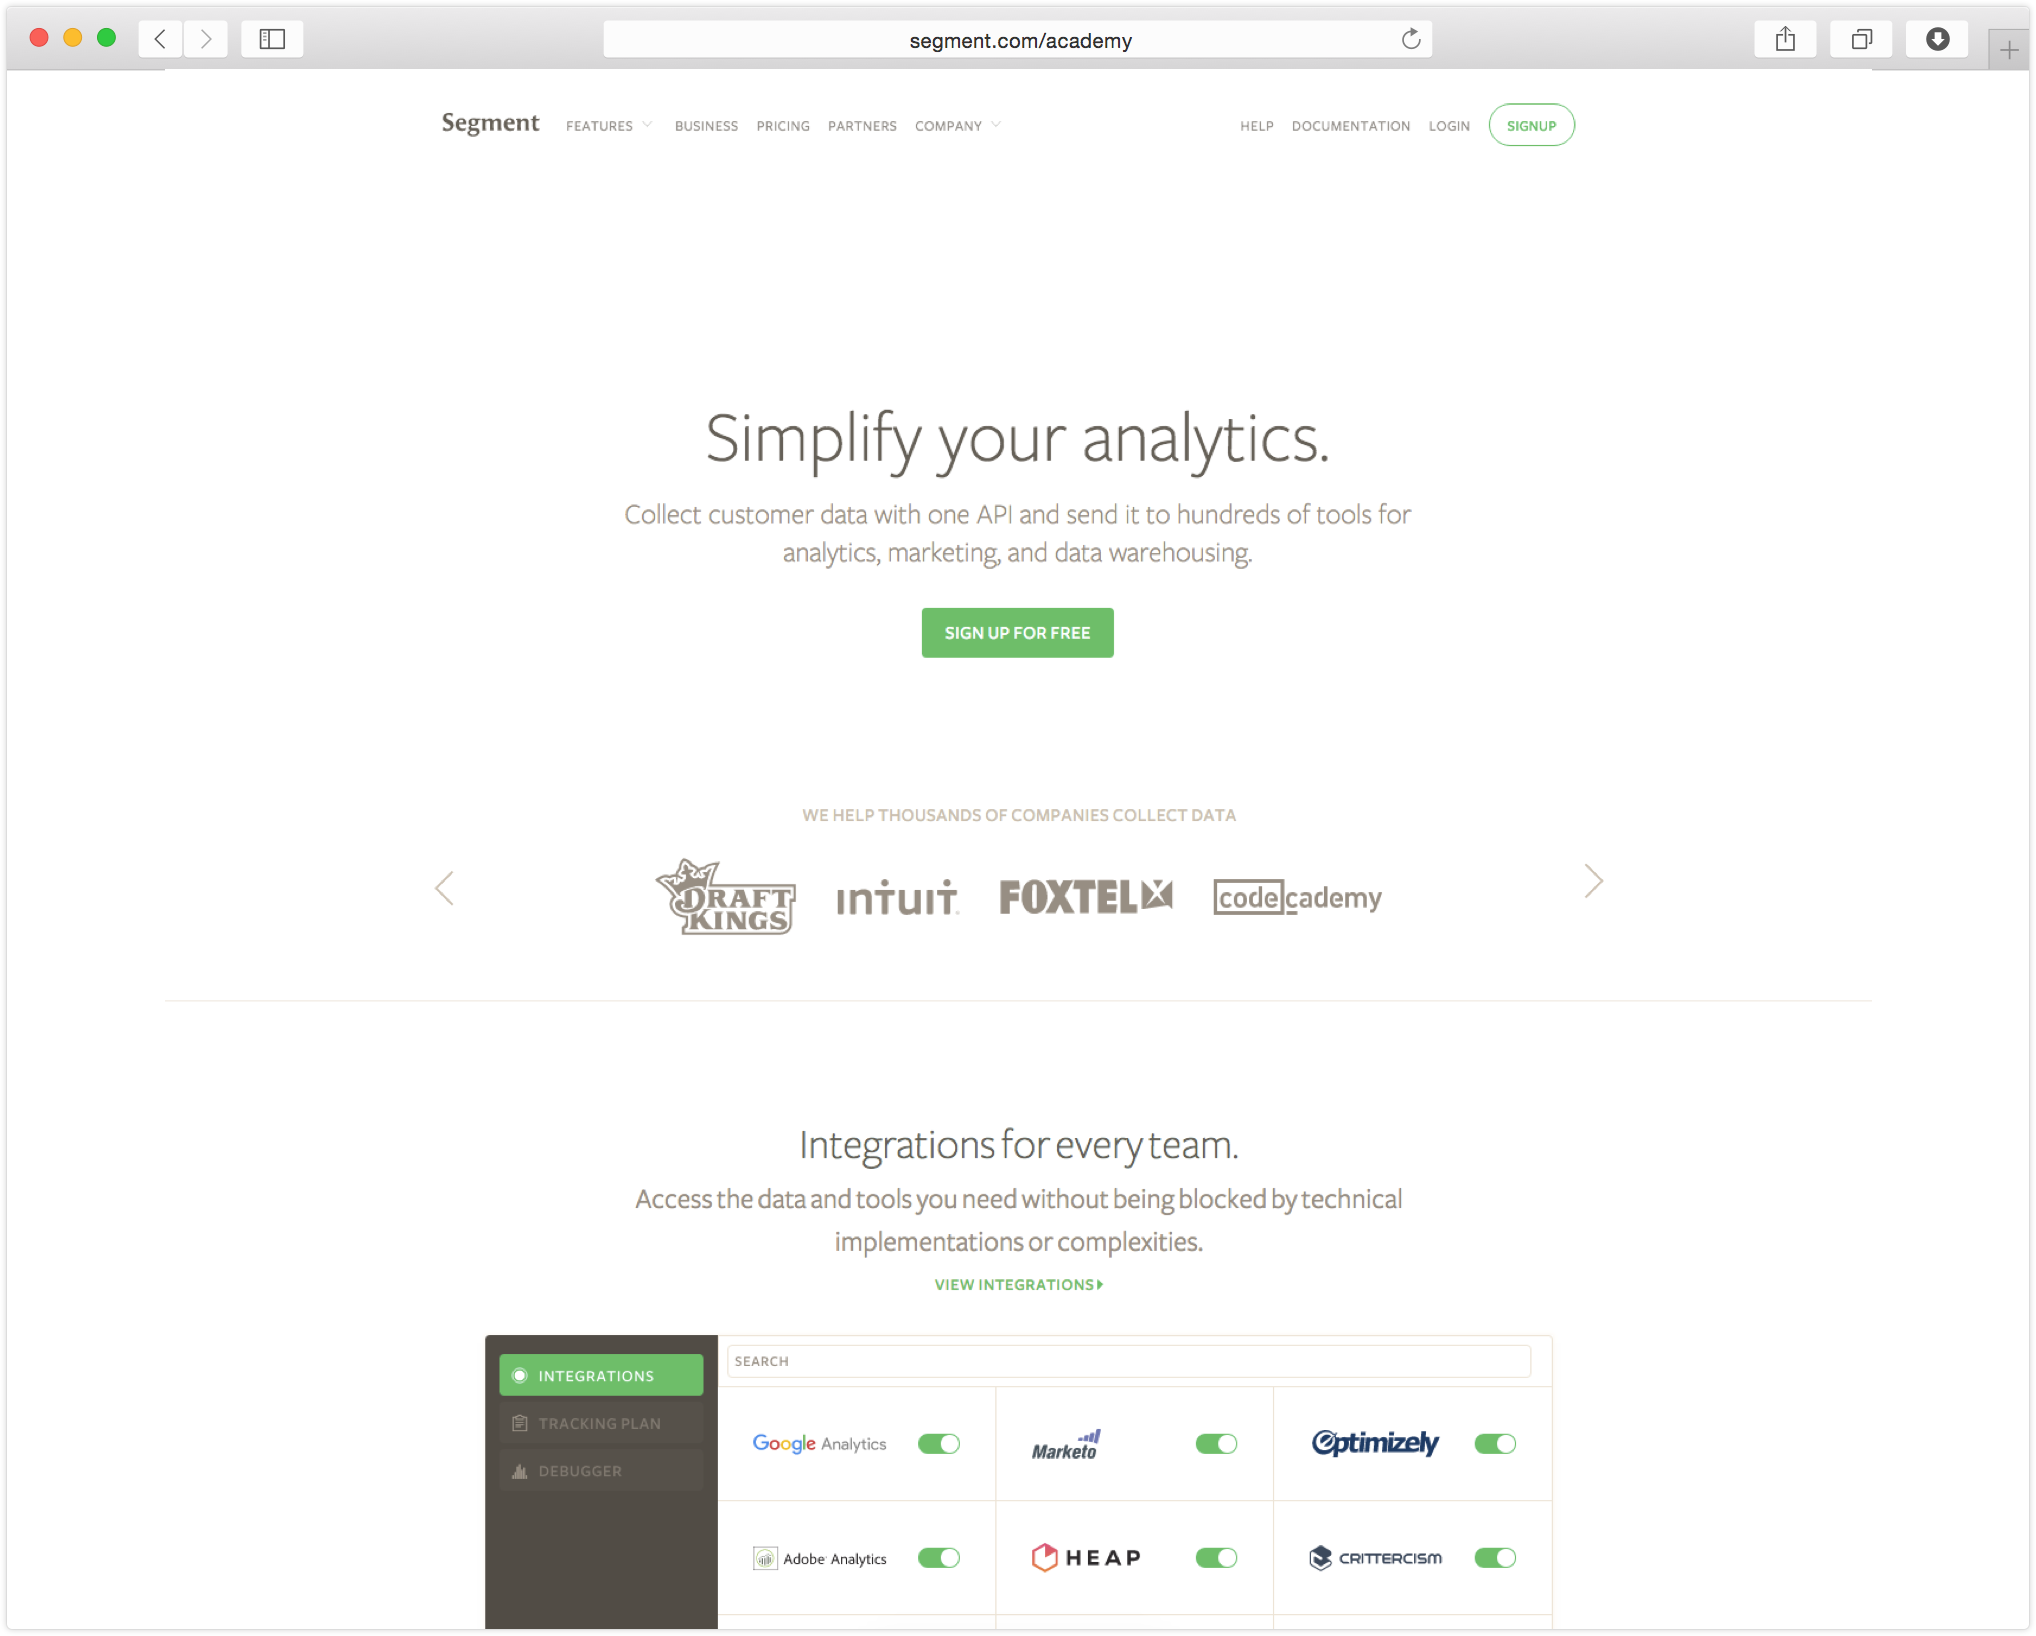 segment.com/academy
Segment FEATURES BUSINESS PRICING PARTNERS COMPANY HELP DOCUMENTATION LOGIN SIGNUP
Simplify your analytics.
Collect customer data with one API and send it to hundreds of tools for
analytics, marketing, and data warehousing.
SIGN UP FOR FREE
WE HELP THOUSANDS OF COMPANIES COLLECT DATA
DRAFT KINGS intuit FOXTEL codecademy
Integrations for every team.
Access the data and tools you need without being blocked by technical
implementations or complexities.
VIEW INTEGRATIONS
SEARCH
INTEGRATIONS
TRACKING PLAN
DEBUGGER
Google Analytics Marketo Optimizely
Adobe Analytics HEAP CRITTERCISM